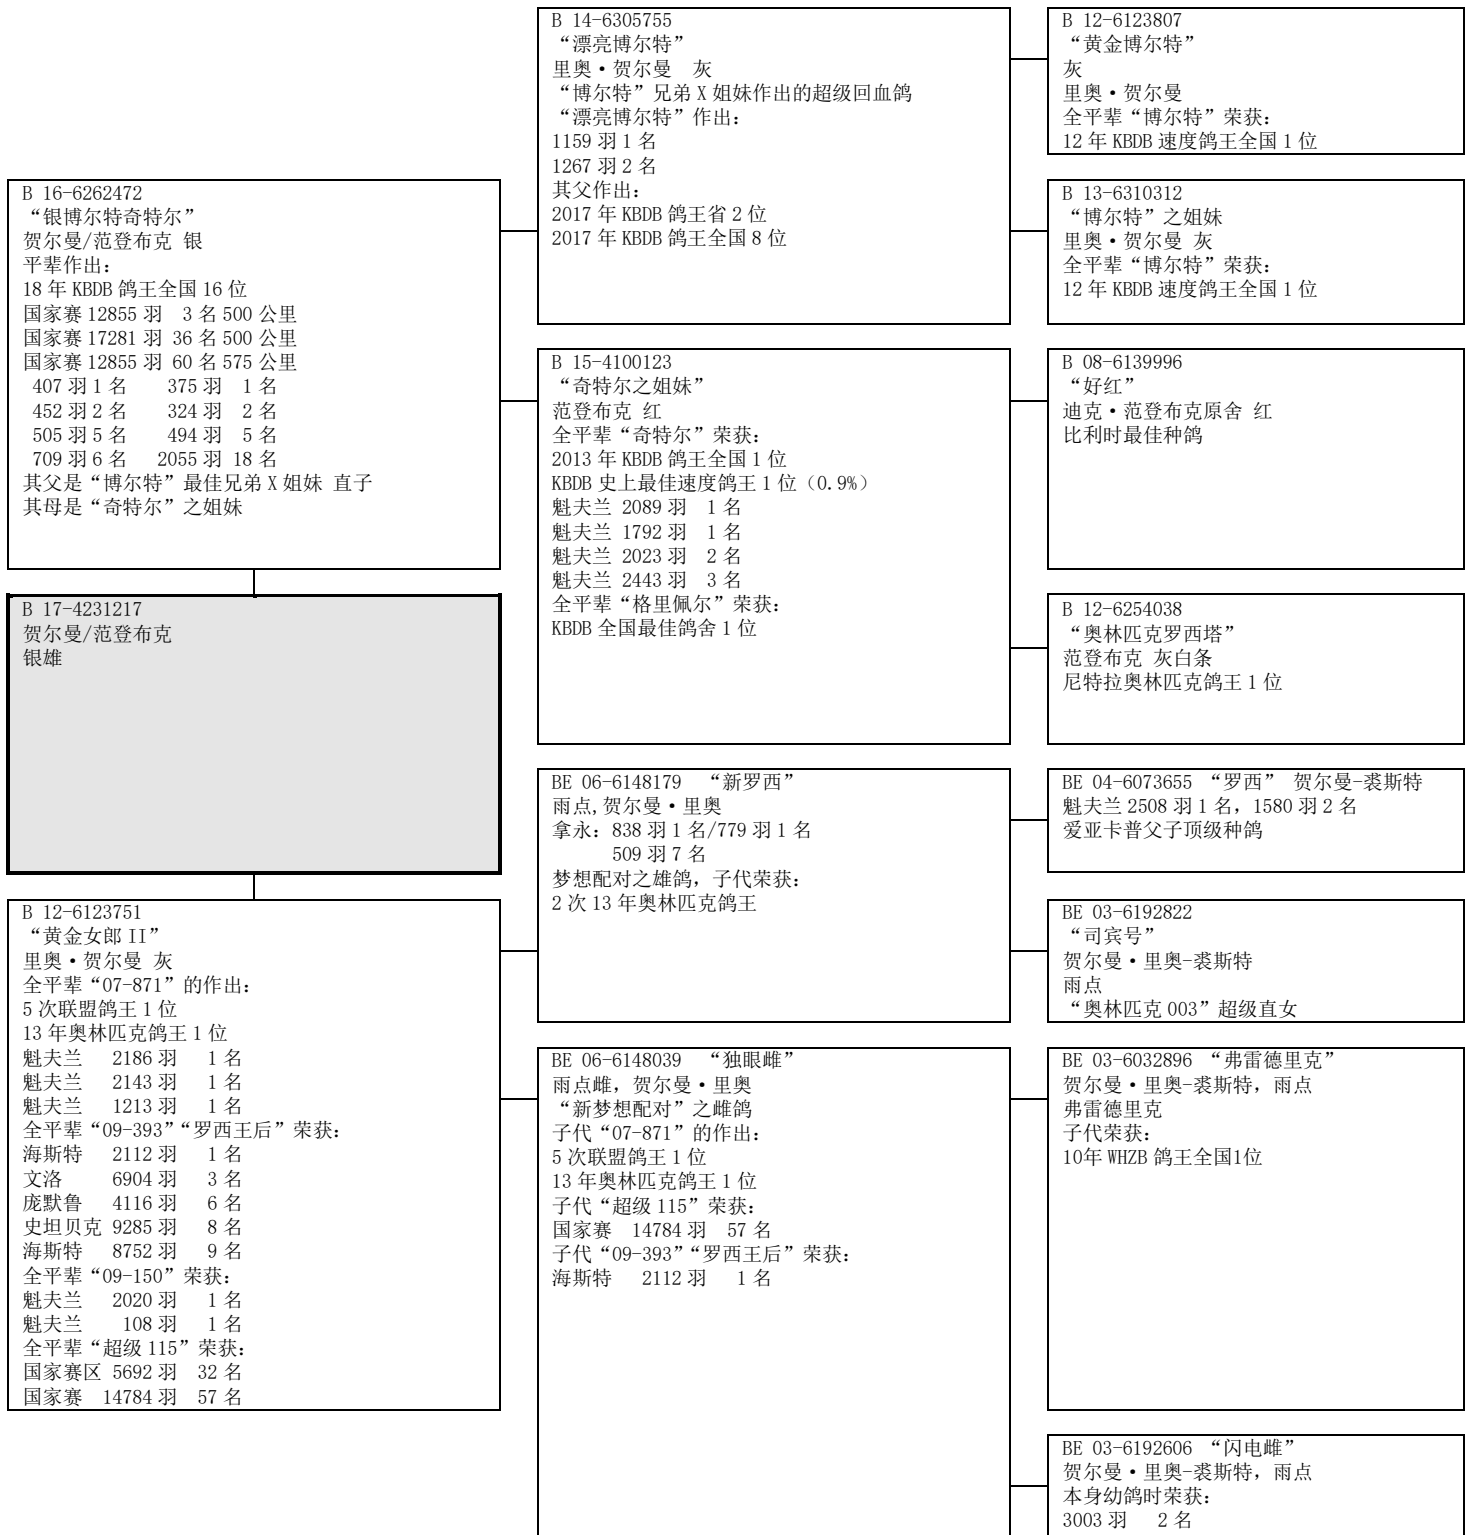 B 16-6262472
“银博尔特奇特尔”
贺尔曼/范登布克 银
平辈作出:
18 年 KBDB 鸽王全国 16 位
国家赛 12855 羽 3 名 500 公里
国家赛 17281 羽 36 名 500 公里
国家赛 12855 羽 60 名 575 公里
407 羽 1 名 375 羽 1 名
452 羽 2 名 324 羽 2 名
505 羽 5 名 494 羽 5 名
709 羽 6 名 2055 羽 18 名
其父是“博尔特”最佳兄弟 X 姐妹 直子
其母是“奇特尔”之姐妹
B 17-4231217
贺尔曼/范登布克
银雄
B 12-6123751
“黄金女郎 II”
里奥·贺尔曼 灰
全平辈“07-871”的作出:
5 次联盟鸽王 1 位
13 年奥林匹克鸽王 1 位
魁夫兰 2186 羽 1 名
魁夫兰 2143 羽 1 名
魁夫兰 1213 羽 1 名
全平辈“09-393”“罗西王后”荣获:
海斯特 2112 羽 1 名
文洛 6904 羽 3 名
庞默鲁 4116 羽 6 名
史坦贝克 9285 羽 8 名
海斯特 8752 羽 9 名
全平辈“09-150”荣获:
魁夫兰 2020 羽 1 名
魁夫兰 108 羽 1 名
全平辈“超级 115”荣获:
国家赛区 5692 羽 32 名
国家赛 14784 羽 57 名
B 14-6305755
“漂亮博尔特”
里奥·贺尔曼 灰
“博尔特”兄弟 X 姐妹作出的超级回血鸽
“漂亮博尔特”作出:
1159 羽 1 名
1267 羽 2 名
其父作出:
2017 年 KBDB 鸽王省 2 位
2017 年 KBDB 鸽王全国 8 位
B 15-4100123
“奇特尔之姐妹”
范登布克 红
全平辈“奇特尔”荣获:
2013 年 KBDB 鸽王全国 1 位
KBDB 史上最佳速度鸽王 1 位（0.9%）
魁夫兰 2089 羽 1 名
魁夫兰 1792 羽 1 名
魁夫兰 2023 羽 2 名
魁夫兰 2443 羽 3 名
全平辈“格里佩尔”荣获:
KBDB 全国最佳鸽舍 1 位
BE 06-6148179 “新罗西”
雨点,贺尔曼·里奥
拿永: 838 羽 1 名/779 羽 1 名
509 羽 7 名
梦想配对之雄鸽, 子代荣获:
2 次 13 年奥林匹克鸽王
BE 06-6148039 “独眼雌”
雨点雌, 贺尔曼·里奥
“新梦想配对”之雌鸽
子代“07-871”的作出:
5 次联盟鸽王 1 位
13 年奥林匹克鸽王 1 位
子代“超级 115”荣获:
国家赛 14784 羽 57 名
子代“09-393”“罗西王后”荣获:
海斯特 2112 羽 1 名
B 12-6123807
“黄金博尔特”
灰
里奥·贺尔曼
全平辈“博尔特”荣获:
12 年 KBDB 速度鸽王全国 1 位
B 13-6310312
“博尔特”之姐妹
里奥·贺尔曼 灰
全平辈“博尔特”荣获:
12 年 KBDB 速度鸽王全国 1 位
B 08-6139996
“好红”
迪克·范登布克原舍 红
比利时最佳种鸽
B 12-6254038
“奥林匹克罗西塔”
范登布克 灰白条
尼特拉奥林匹克鸽王 1 位
BE 04-6073655 “罗西” 贺尔曼-裘斯特
魁夫兰 2508 羽 1 名, 1580 羽 2 名
爱亚卡普父子顶级种鸽
BE 03-6192822
“司宾号”
贺尔曼·里奥-裘斯特
雨点
“奥林匹克 003”超级直女
BE 03-6032896 “弗雷德里克”
贺尔曼·里奥-裘斯特, 雨点
弗雷德里克
子代荣获:
10年 WHZB 鸽王全国1位
BE 03-6192606 “闪电雌”
贺尔曼·里奥-裘斯特, 雨点
本身幼鸽时荣获:
3003 羽 2 名